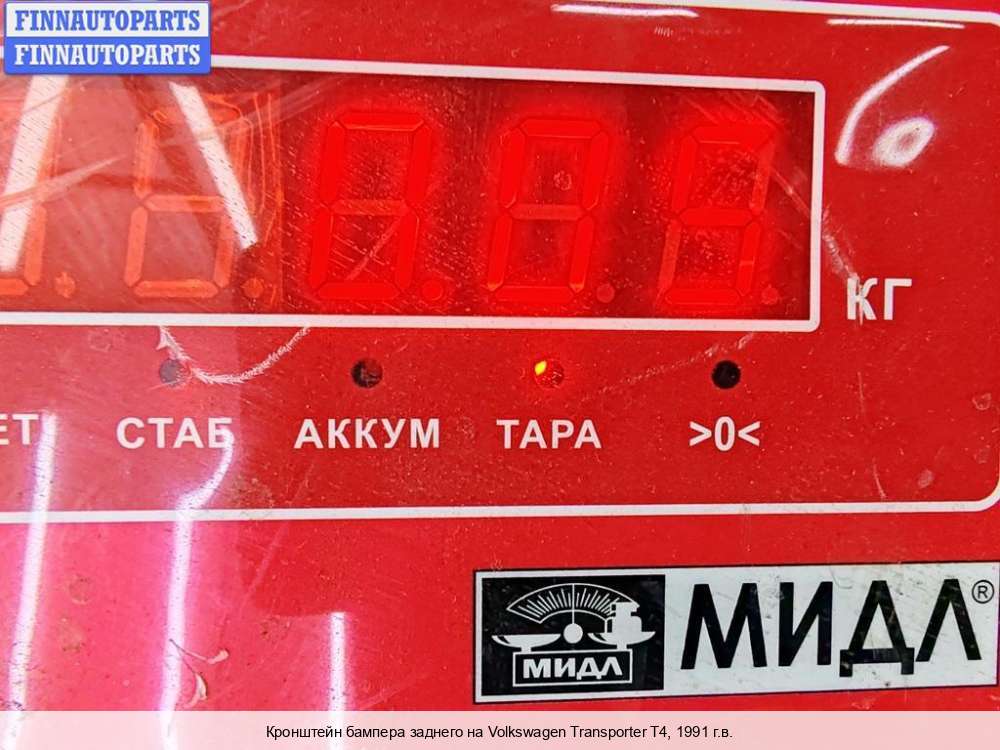 FINNAUTOPARTS
FINNAUTOPARTS
КГ
СТАБ
АККУМ
ТАРА
>0<
МИДЛ
МИДЛ®
Кронштейн бампера заднего на Volkswagen Transporter T4, 1991 г.в.